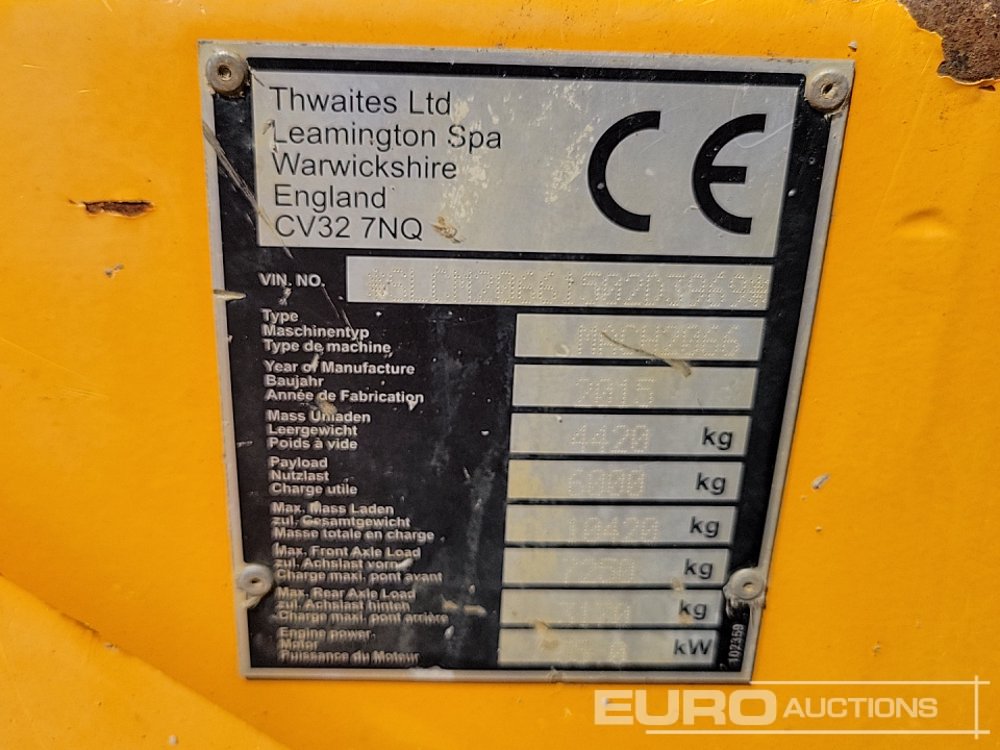 Thwaites Ltd
Leamington Spa
Warwickshire
England
CV32 7NQ
CE
VIN. NO.
Type
Maschinentyp
Type de machine
MACH2066
Year of Manufacture
Baujahr
Année de Fabrication
2015
Mass Unladen
Leergewicht
Poids à vide
4420 kg
Payload
Nutzlast
Charge utile
6000 kg
Max. Mass Laden
zul. Gesamtgewicht
Masse totale en charge
10420 kg
Max. Front Axle Load
zul. Achslast vorn
Charge maxi. pont avant
7250 kg
Max. Rear Axle Load
zul. Achslast hinten
Charge maxi. pont arrière
kg
Engine power
Motor
Puissance du Moteur
kW
102359
EURO AUCTIONS